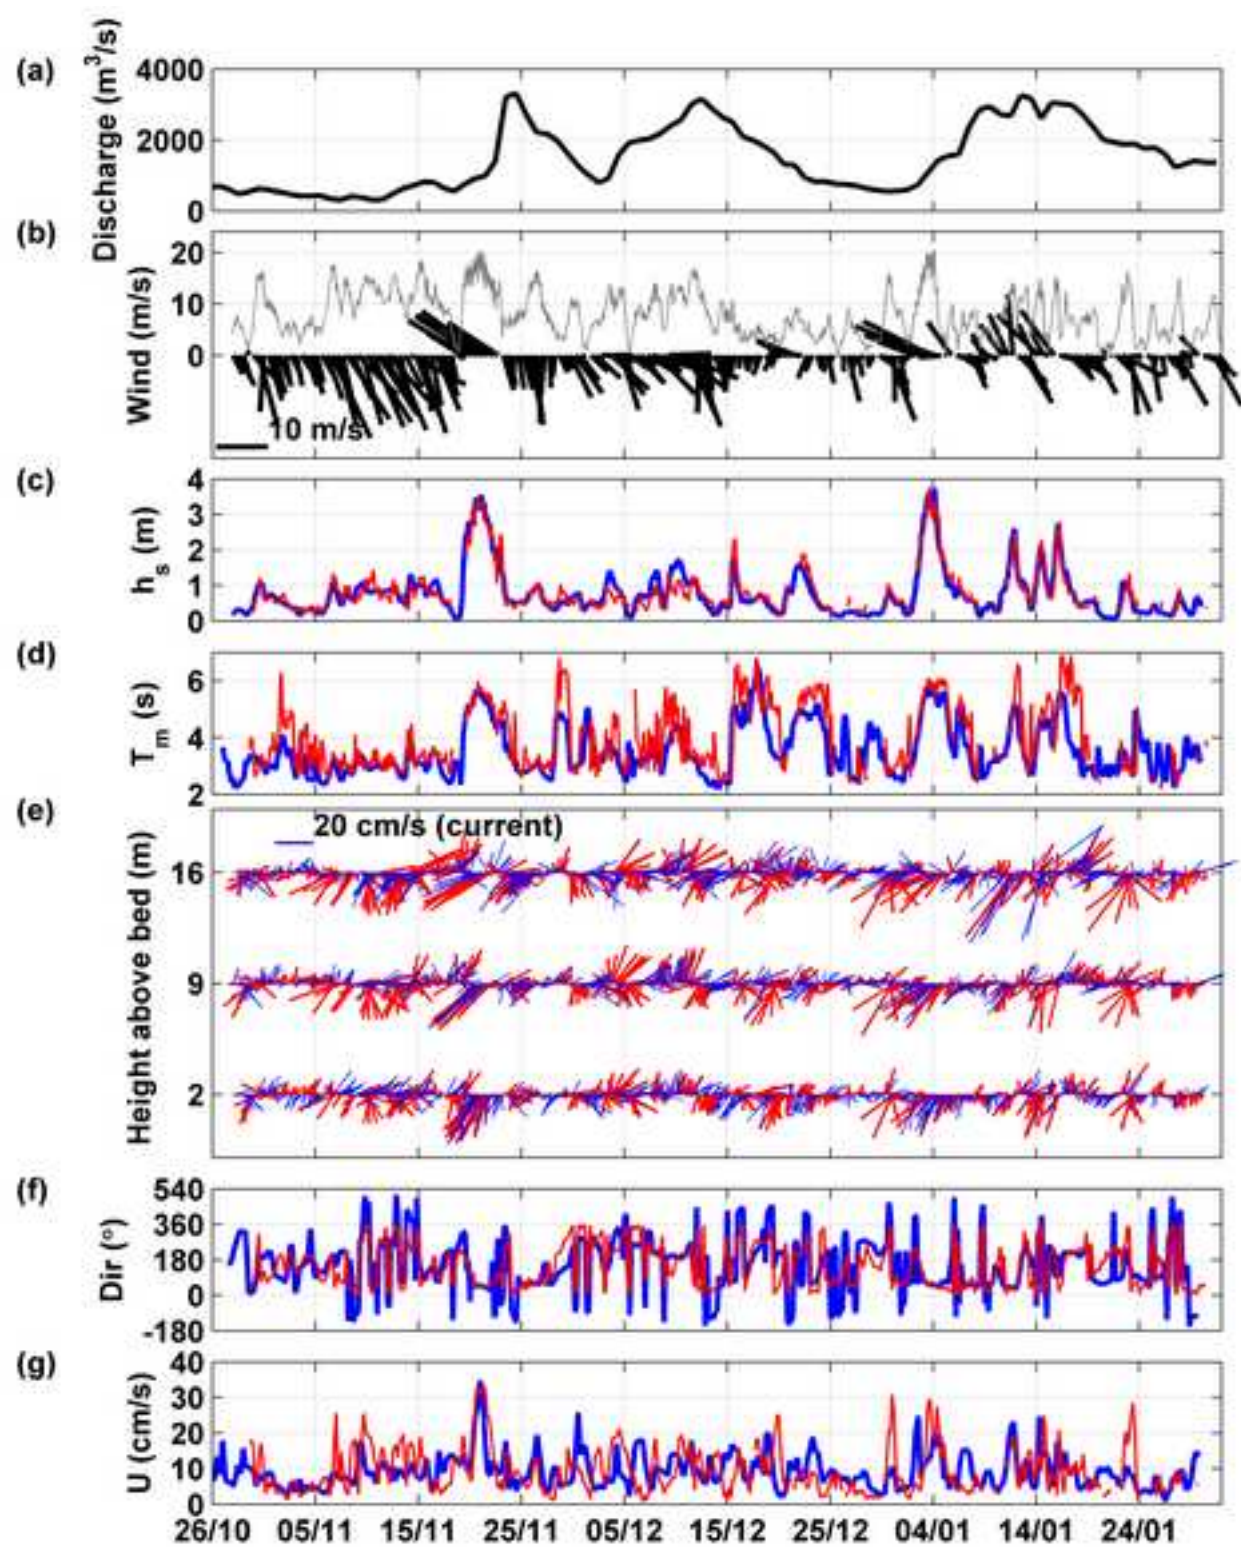 (a)
Discharge (m³/s)
4000
2000
0
(b)
Wind (m/s)
20
10
0
10 m/s
(c)
hₛ (m)
4
3
2
1
0
(d)
Tₘ (s)
6
4
2
(e)
Height above bed (m)
20 cm/s (current)
16
9
2
(f)
Dir (°)
540
360
180
0
-180
(g)
U (cm/s)
40
30
20
10
0
26/10 05/11 15/11 25/11 05/12 15/12 25/12 04/01 14/01 24/01